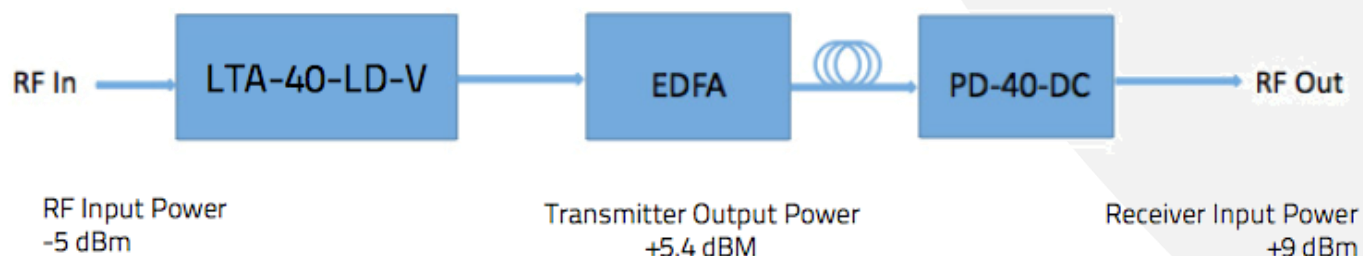 RF In
LTA-40-LD-V
EDFA
PD-40-DC
RF Out
RF Input Power
-5 dBm
Transmitter Output Power
+5.4 dBM
Receiver Input Power
+9 dBm